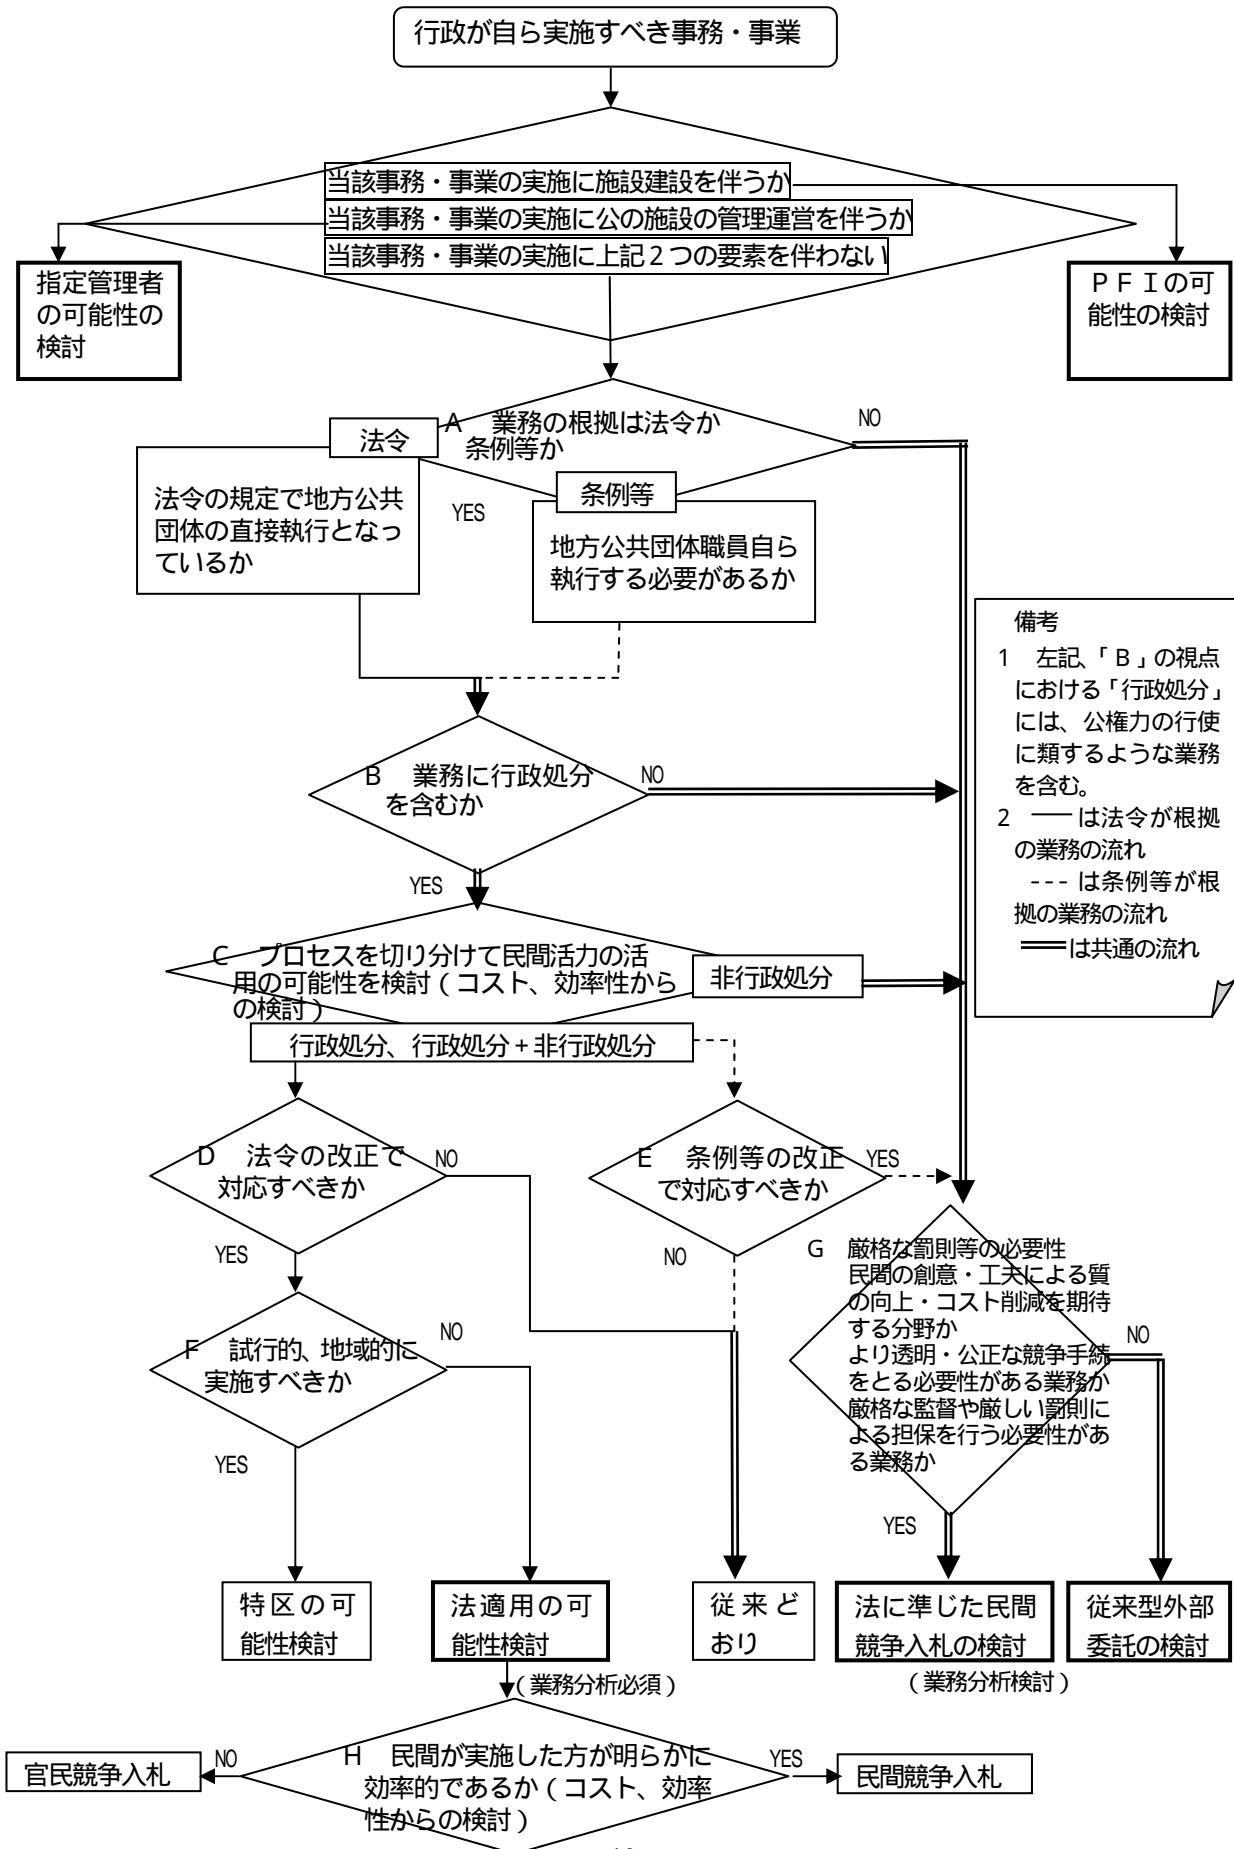 行政が自ら実施すべき事務・事業
当該事務・事業の実施に施設建設を伴うか
当該事務・事業の実施に公の施設の管理運営を伴うか
当該事務・事業の実施に上記2つの要素を伴わない
指定管理者
の可能性の
検討
ＰＦＩの可
能性の検討
A　業務の根拠は法令か
条例等か
NO
法令
法令の規定で地方公共
団体の直接執行となっ
ているか
YES
条例等
地方公共団体職員自ら
執行する必要があるか
備考
1　左記、「B」の視点
における「行政処分」
には、公権力の行使
に類するような業務
を含む。
2　── は法令が根拠
の業務の流れ
--- は条例等が根
拠の業務の流れ
═══は共通の流れ
B　業務に行政処分
を含むか
NO
YES
C　プロセスを切り分けて民間活力の活
用の可能性を検討（コスト、効率性から
の検討）
非行政処分
行政処分、行政処分+非行政処分
D　法令の改正で
対応すべきか
NO
YES
E　条例等の改正
で対応すべきか
YES
NO
F　試行的、地域的に
実施すべきか
NO
YES
G　厳格な罰則等の必要性
民間の創意・工夫による質
の向上・コスト削減を期待
する分野か
より透明・公正な競争手続
をとる必要性がある業務か
厳格な監督や厳しい罰則に
よる担保を行う必要性があ
る業務か
NO
YES
特区の可
能性検討
法適用の可
能性検討
従来ど
おり
法に準じた民間
競争入札の検討
従来型外部
委託の検討
（業務分析必須）
（業務分析検討）
H　民間が実施した方が明らかに
効率的であるか（コスト、効率
性からの検討）
NO
官民競争入札
YES
民間競争入札